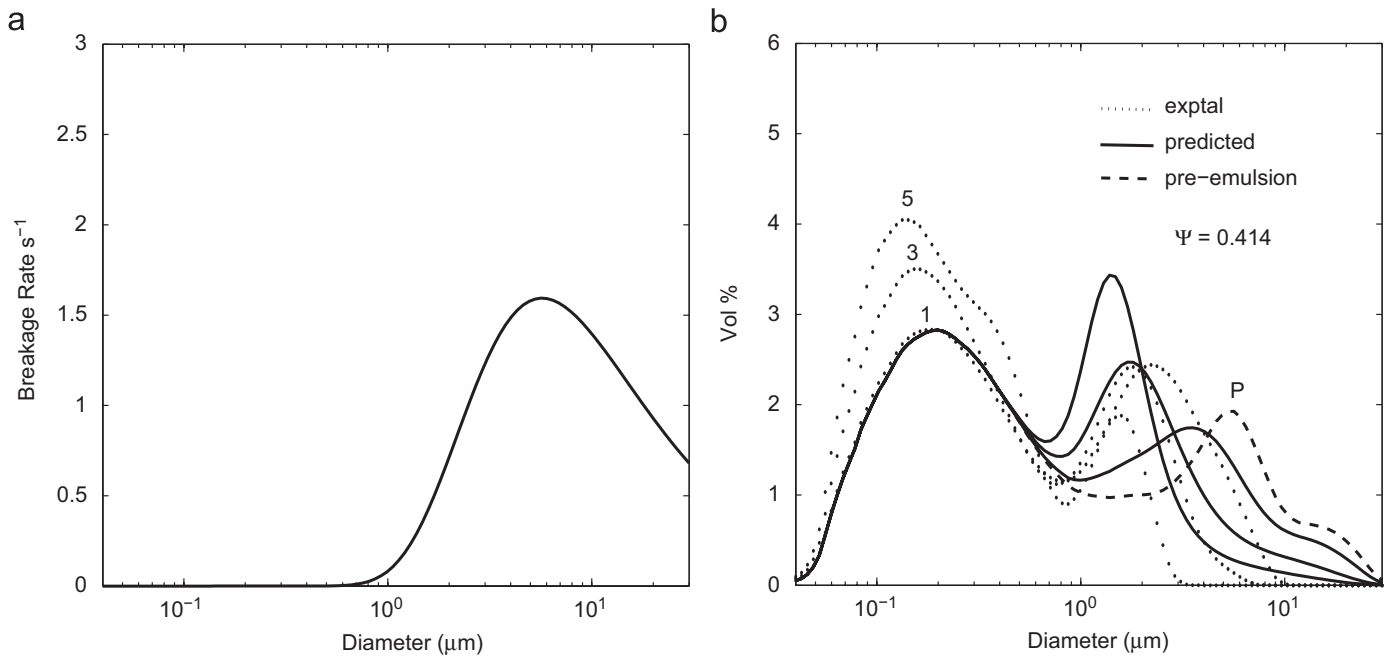 a
3
2.5
2
1.5
1
0.5
0
Breakage Rate s⁻¹
10⁻¹ 10⁰ 10¹
Diameter (μm)
b
6
5
4
3
2
1
0
Vol %
exptal
predicted
pre−emulsion
Ψ = 0.414
5
3
1
P
10⁻¹ 10⁰ 10¹
Diameter (μm)